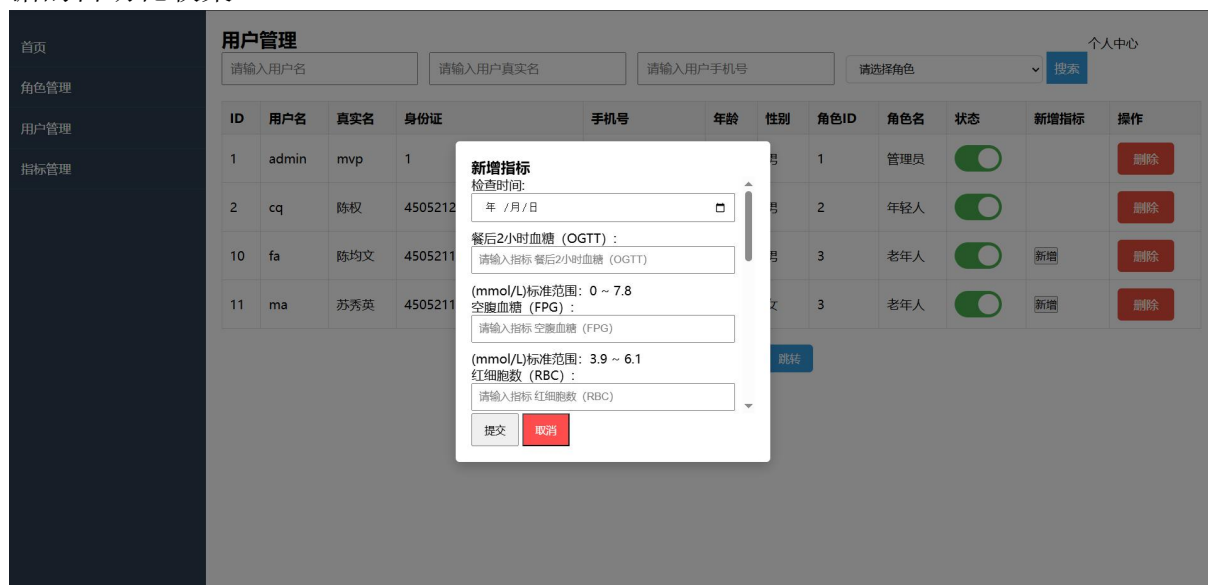 首页
角色管理
用户管理
指标管理
用户管理
个人中心
请输入用户名 请输入用户真实名 请输入用户手机号 请选择角色 搜索
ID 用户名 真实名 身份证 手机号 年龄 性别 角色ID 角色名 状态 新增指标 操作
1 admin mvp 1 男 1 管理员 删除
2 cq 陈权 4505212 男 2 年轻人 删除
10 fa 陈均文 4505211 男 3 老年人 新增 删除
11 ma 苏秀英 4505211 女 3 老年人 新增 删除
跳转
新增指标
检查时间:
年 /月/日
餐后2小时血糖（OGTT）:
请输入指标 餐后2小时血糖（OGTT）
(mmol/L)标准范围：0 ~ 7.8
空腹血糖（FPG）:
请输入指标 空腹血糖（FPG）
(mmol/L)标准范围：3.9 ~ 6.1
红细胞数（RBC）:
请输入指标 红细胞数（RBC）
提交 取消